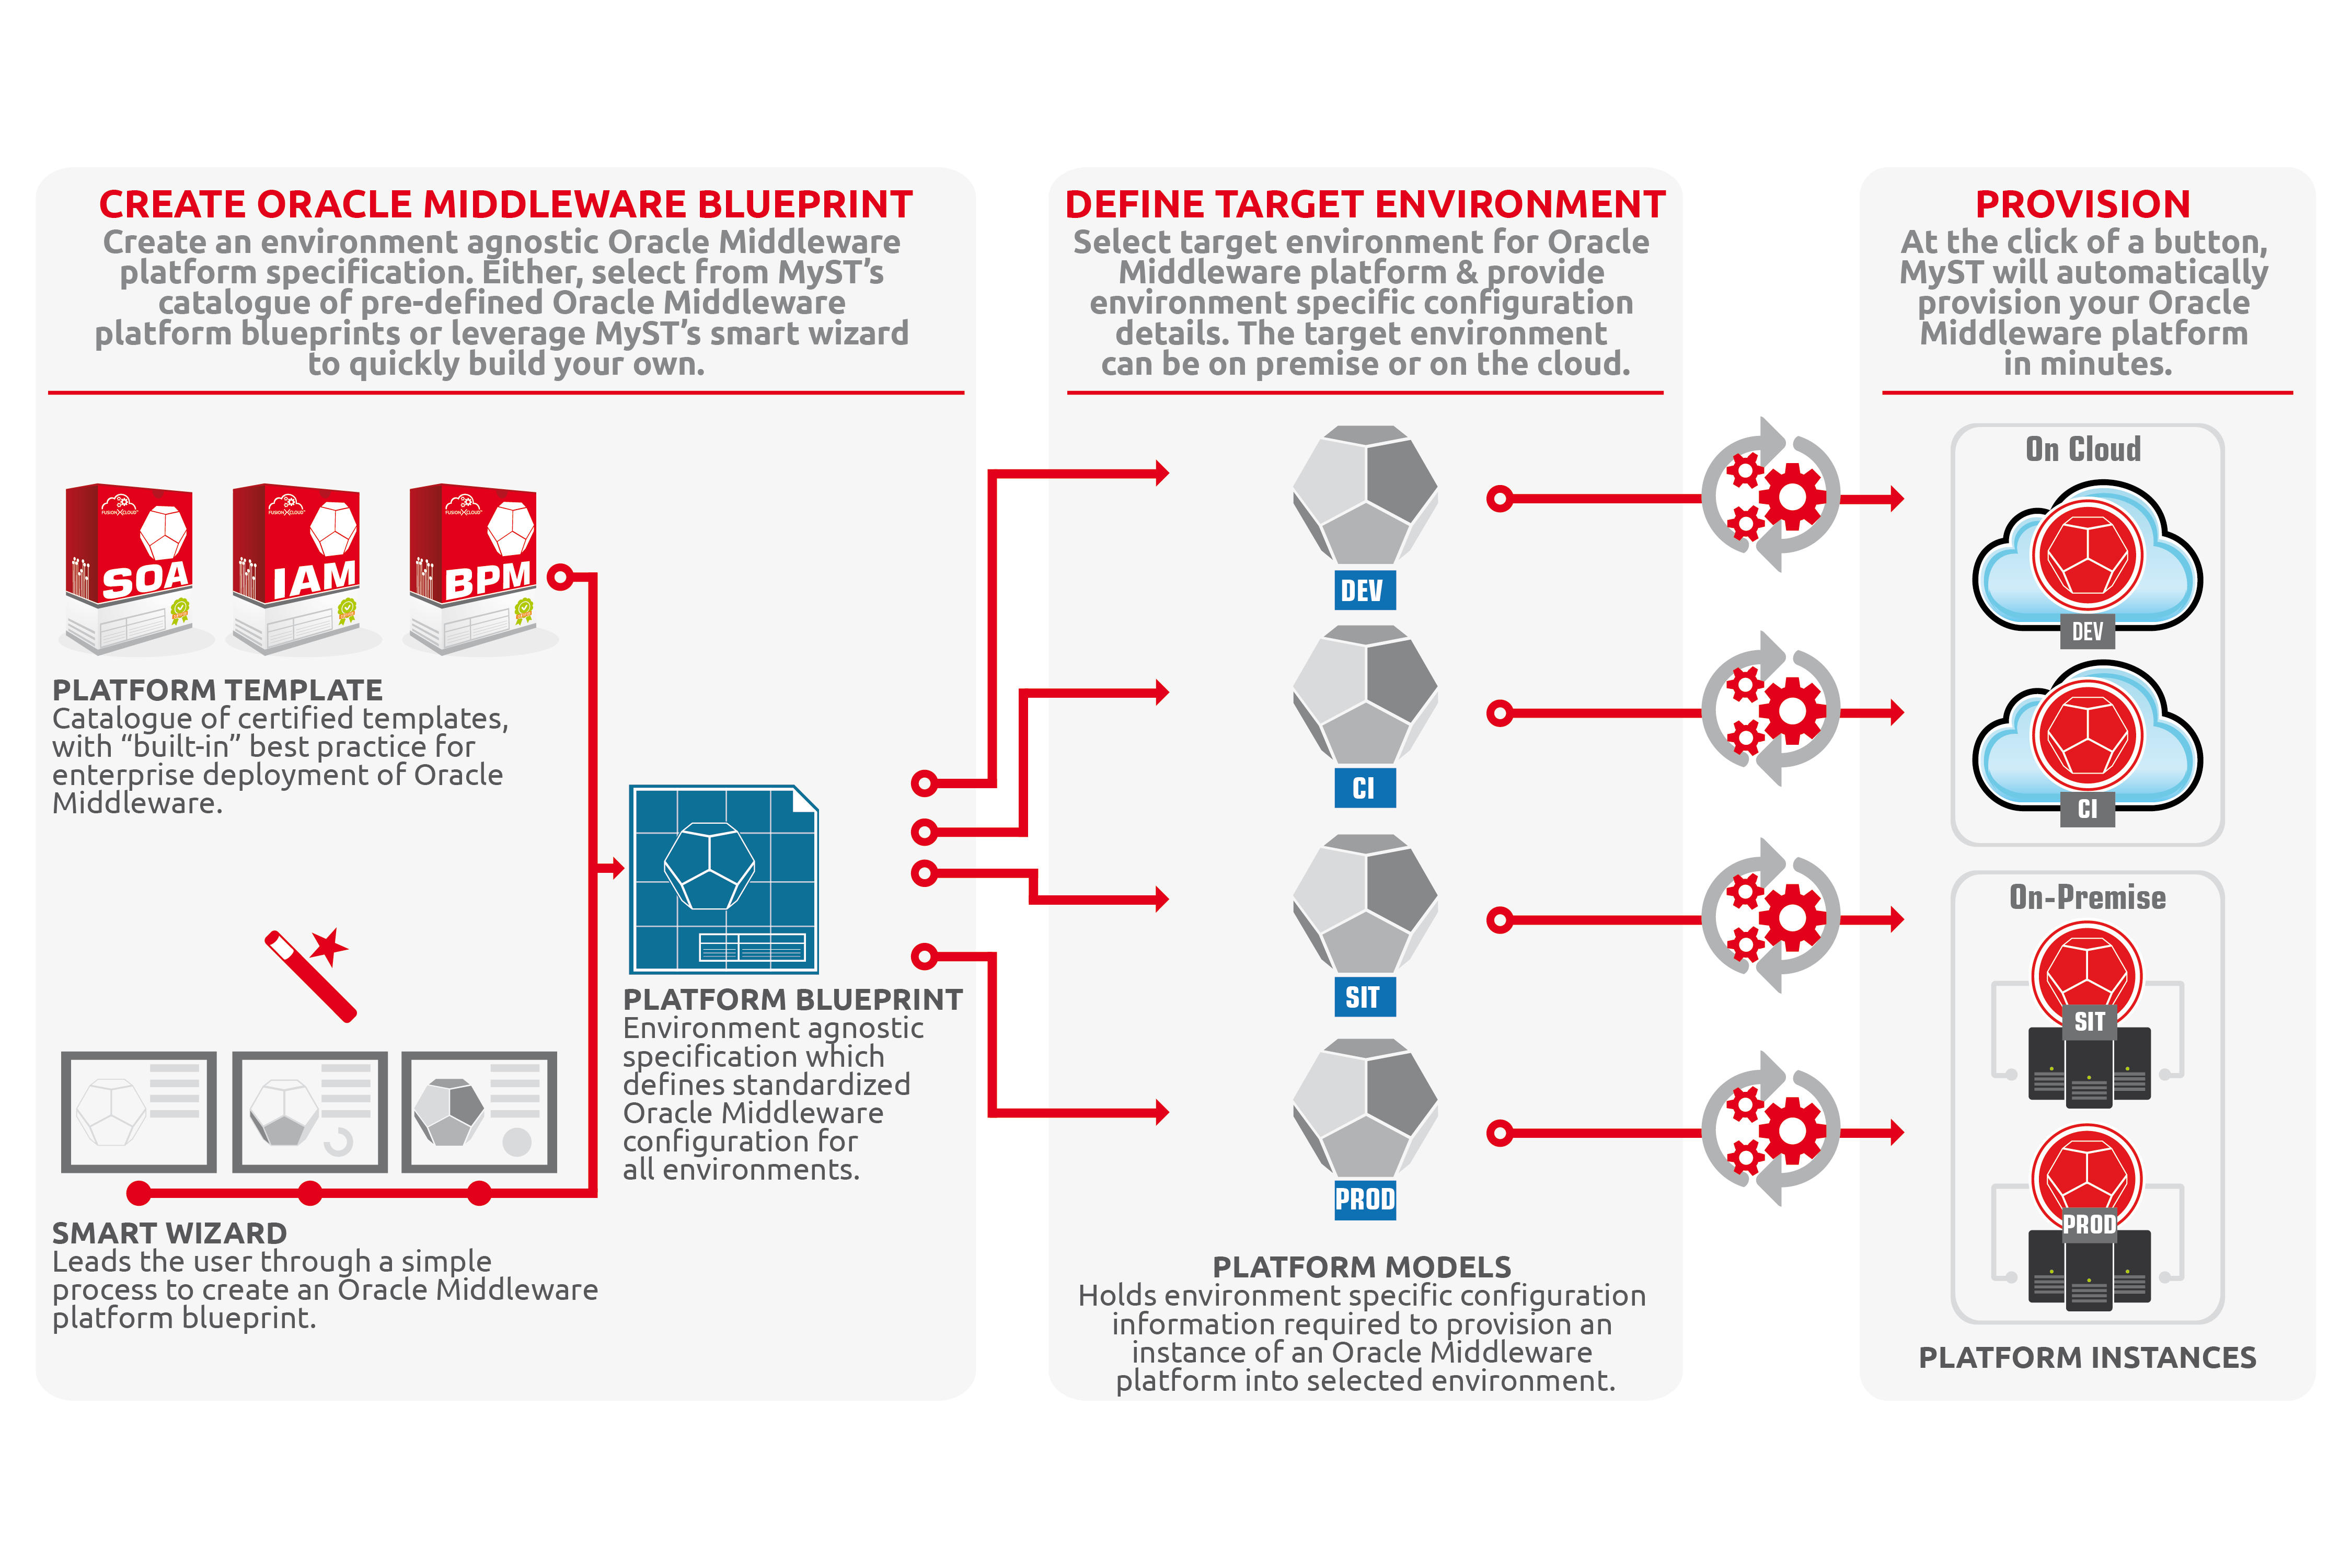 CREATE ORACLE MIDDLEWARE BLUEPRINT
Create an environment agnostic Oracle Middleware
platform specification. Either, select from MyST’s
catalogue of pre-defined Oracle Middleware
platform blueprints or leverage MyST’s smart wizard
to quickly build your own.
FUSION CLOUD
SOA
FUSION CLOUD
IAM
FUSION CLOUD
BPM
PLATFORM TEMPLATE
Catalogue of certified templates,
with “built-in” best practice for
enterprise deployment of Oracle
Middleware.
SMART WIZARD
Leads the user through a simple
process to create an Oracle Middleware
platform blueprint.
PLATFORM BLUEPRINT
Environment agnostic
specification which
defines standardized
Oracle Middleware
configuration for
all environments.
DEFINE TARGET ENVIRONMENT
Select target environment for Oracle
Middleware platform & provide
environment specific configuration
details. The target environment
can be on premise or on the cloud.
DEV
CI
SIT
PROD
PLATFORM MODELS
Holds environment specific configuration
information required to provision an
instance of an Oracle Middleware
platform into selected environment.
PROVISION
At the click of a button,
MyST will automatically
provision your Oracle
Middleware platform
in minutes.
On Cloud
DEV
CI
On-Premise
SIT
PROD
PLATFORM INSTANCES